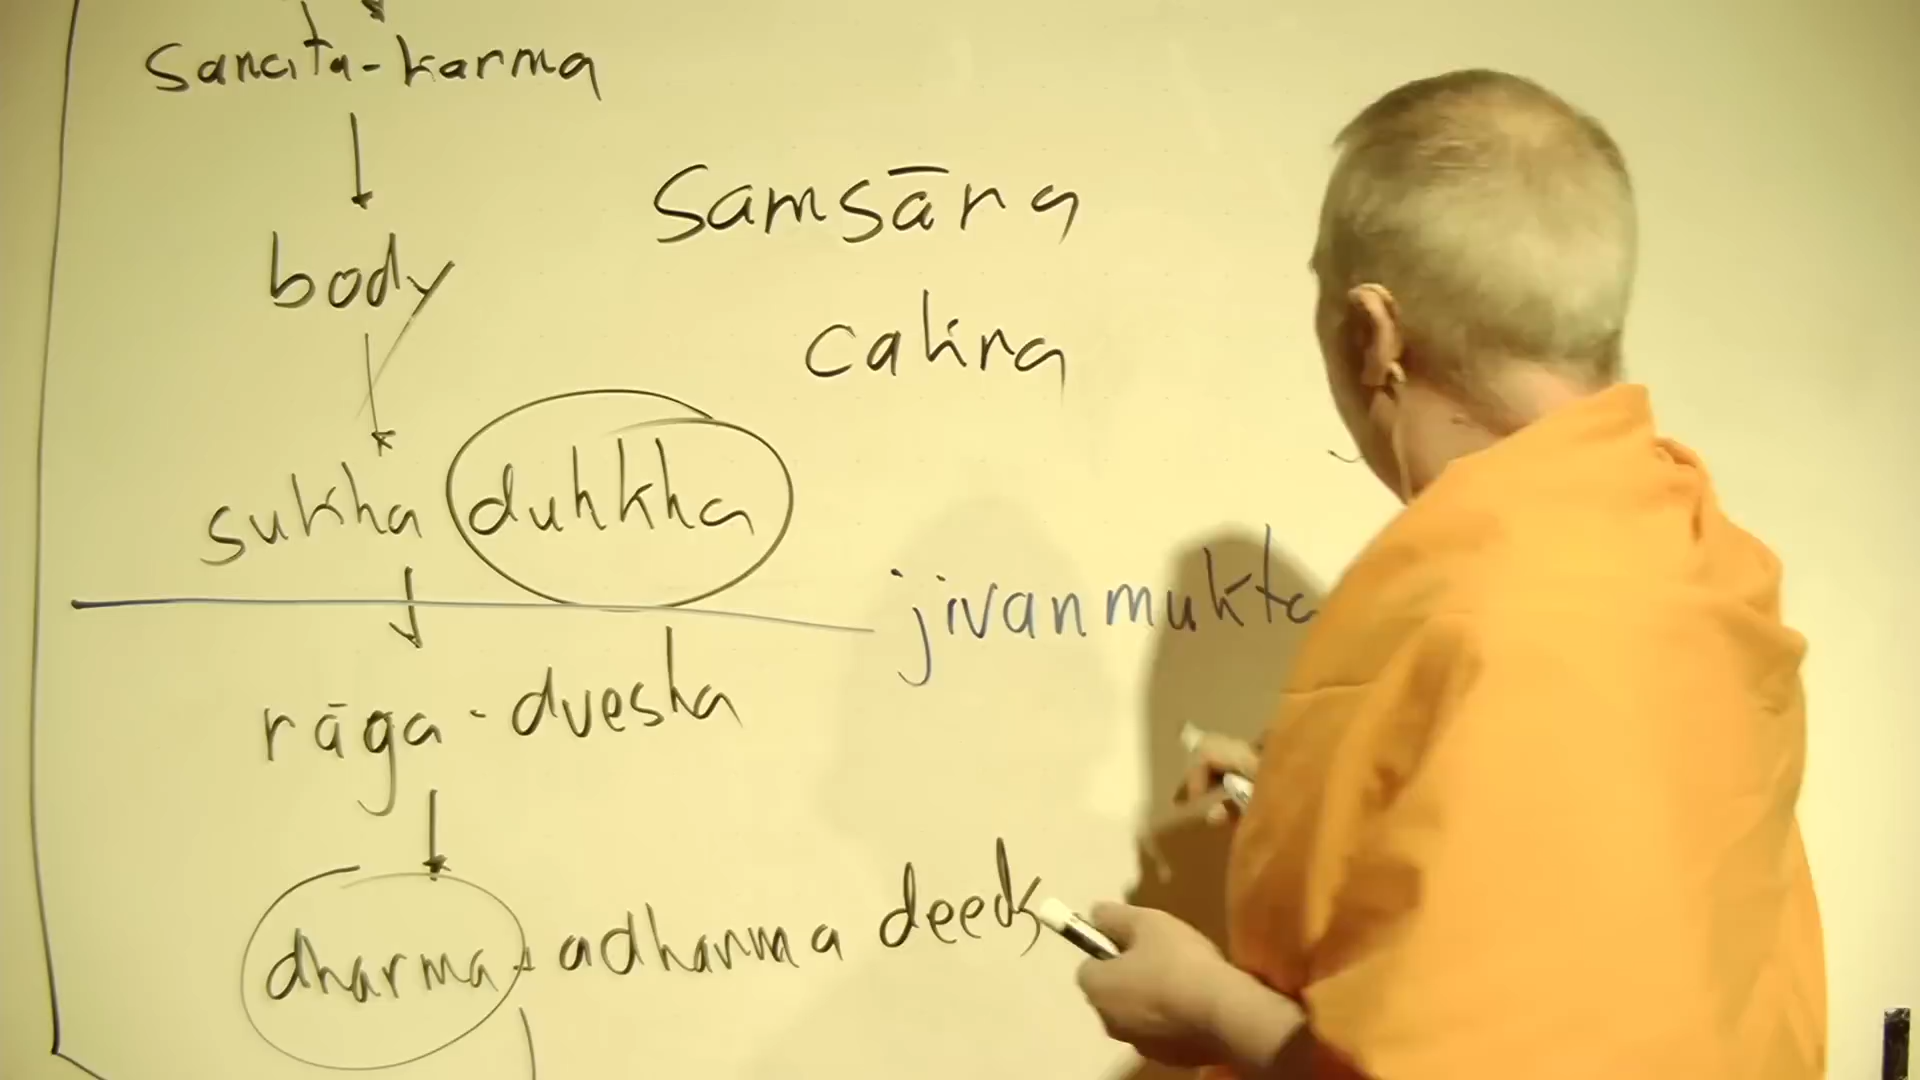 sancita-karma
body
samsāra
cakra
sukha duhkha
jivanmukta
rāga - dvesha
dharma + adharma deeds